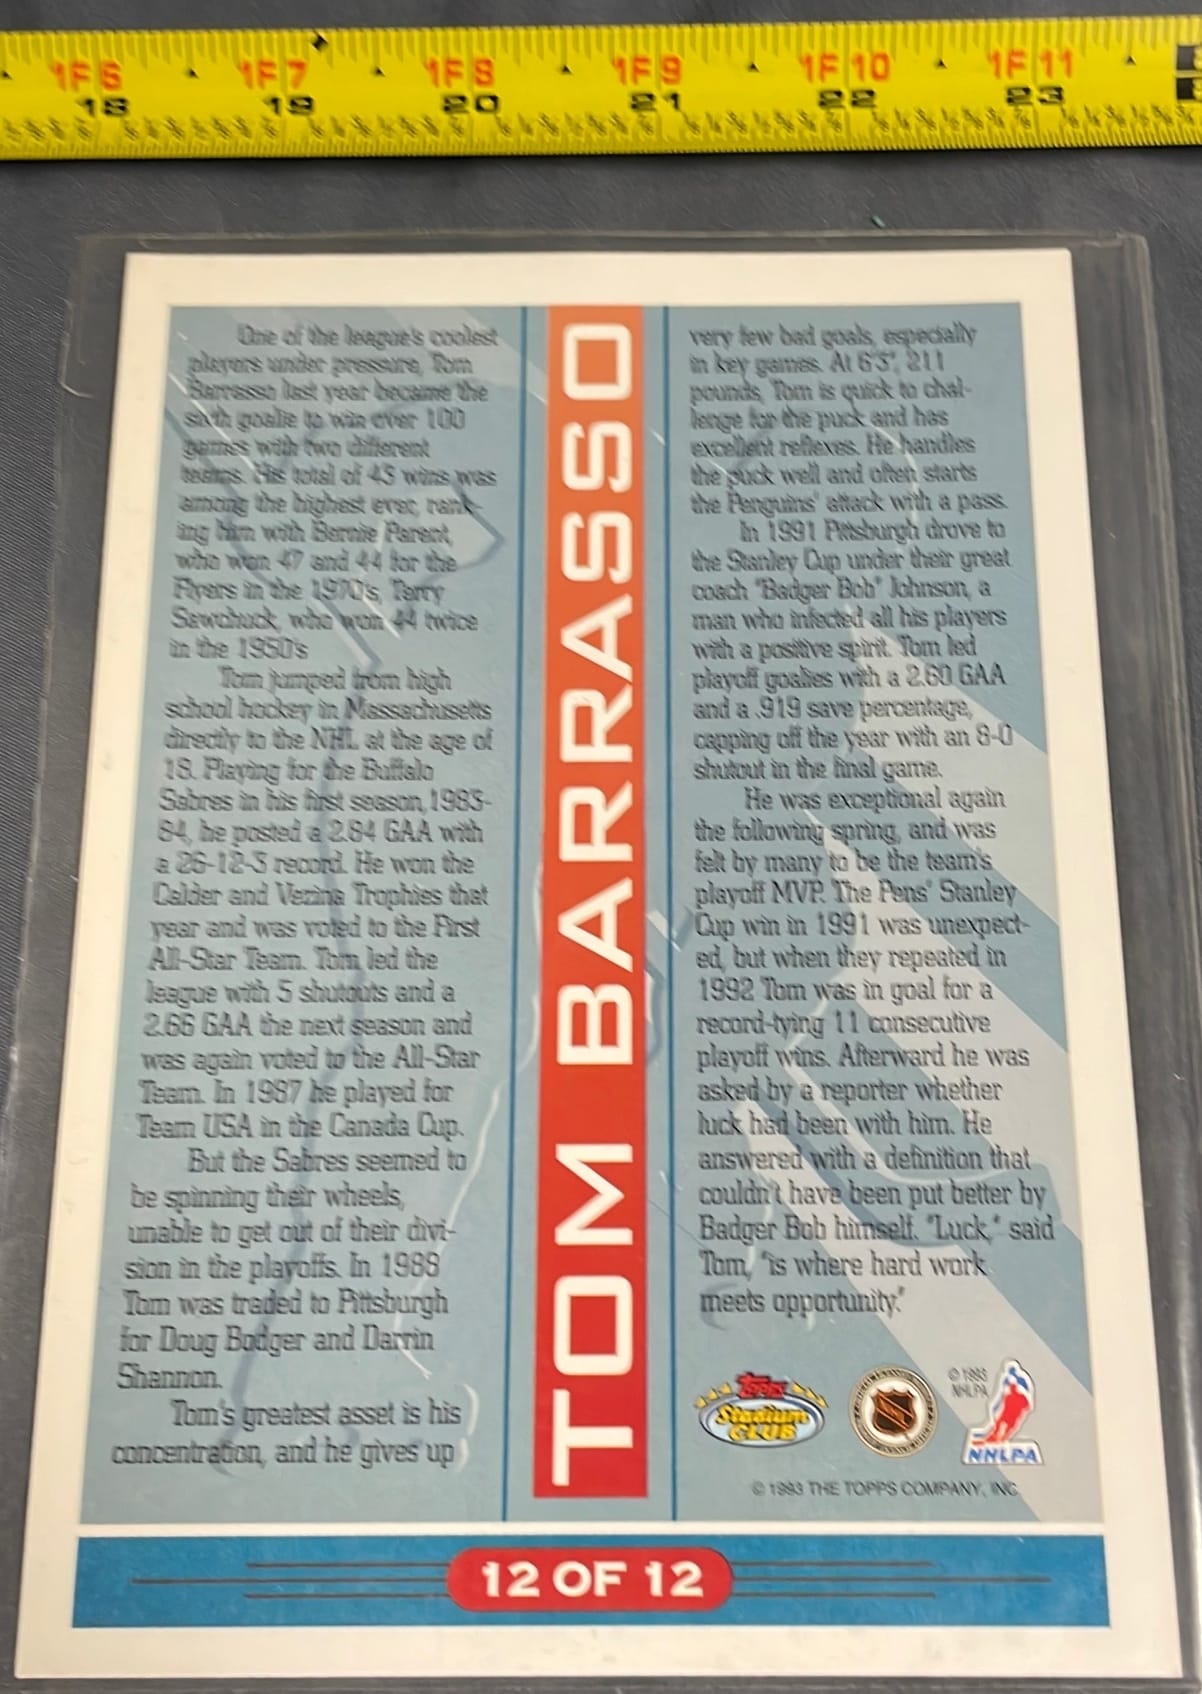 1F6 1F7 1F8 1F9 1F10 1F11
18 19 20 21 22 23
One of the league's coolest
players under pressure, Tom
Barrasso last year became the
sixth goalie to win over 100
games with two different
teams. His total of 43 wins was
among the highest ever, rank-
ing him with Bernie Parent,
who won 47 and 44 for the
Flyers in the 1970's, Terry
Sawchuck, who won 44 twice
in the 1950's
Tom jumped from high
school hockey in Massachusetts
directly to the NHL at the age of
18. Playing for the Buffalo
Sabres in his first season, 1983-
84, he posted a 2.84 GAA with
a 26-12-3 record. He won the
Calder and Vezina Trophies that
year and was voted to the First
All-Star Team. Tom led the
league with 5 shutouts and a
2.66 GAA the next season and
was again voted to the All-Star
Team. In 1987 he played for
Team USA in the Canada Cup.
But the Sabres seemed to
be spinning their wheels,
unable to get out of their divi-
sion in the playoffs. In 1988
Tom was traded to Pittsburgh
for Doug Bodger and Darrin
Shannon.
Tom's greatest asset is his
concentration, and he gives up
TOM BARRASSO
very few bad goals, especially
in key games. At 6'3", 211
pounds, Tom is quick to chal-
lenge for the puck and has
excellent reflexes. He handles
the puck well and often starts
the Penguins' attack with a pass.
In 1991 Pittsburgh drove to
the Stanley Cup under their great
coach "Badger Bob" Johnson, a
man who infected all his players
with a positive spirit. Tom led
playoff goalies with a 2.60 GAA
and a .919 save percentage,
capping off the year with an 8-0
shutout in the final game.
He was exceptional again
the following spring, and was
felt by many to be the team's
playoff MVP. The Pens' Stanley
Cup win in 1991 was unexpect-
ed, but when they repeated in
1992 Tom was in goal for a
record-tying 11 consecutive
playoff wins. Afterward he was
asked by a reporter whether
luck had been with him. He
answered with a definition that
couldn't have been put better by
Badger Bob himself. "Luck," said
Tom, "is where hard work
meets opportunity."
Topps
Stadium
CLUB
NHL
© 1993
NHLPA
NHLPA
© 1993 THE TOPPS COMPANY, INC.
12 OF 12